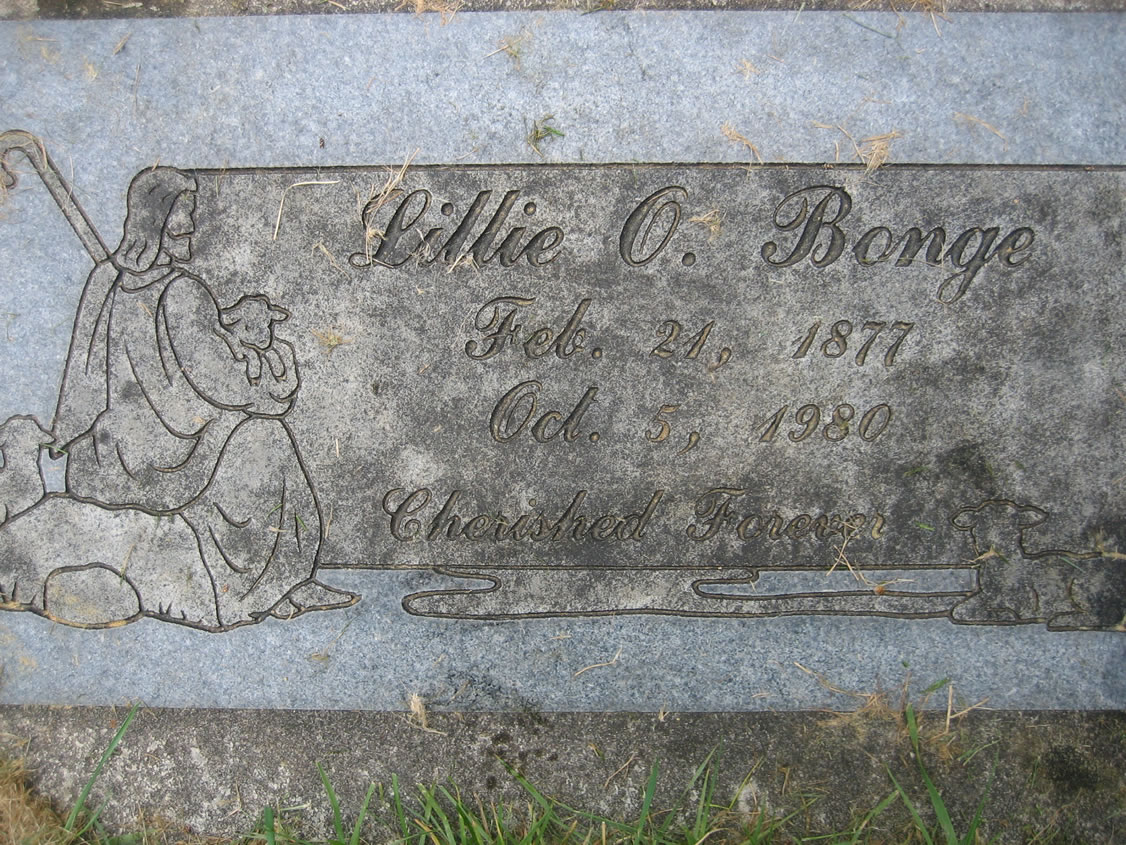 Lillie O. Bonge
Feb. 21, 1877
Oct. 5, 1980
Cherished Forever